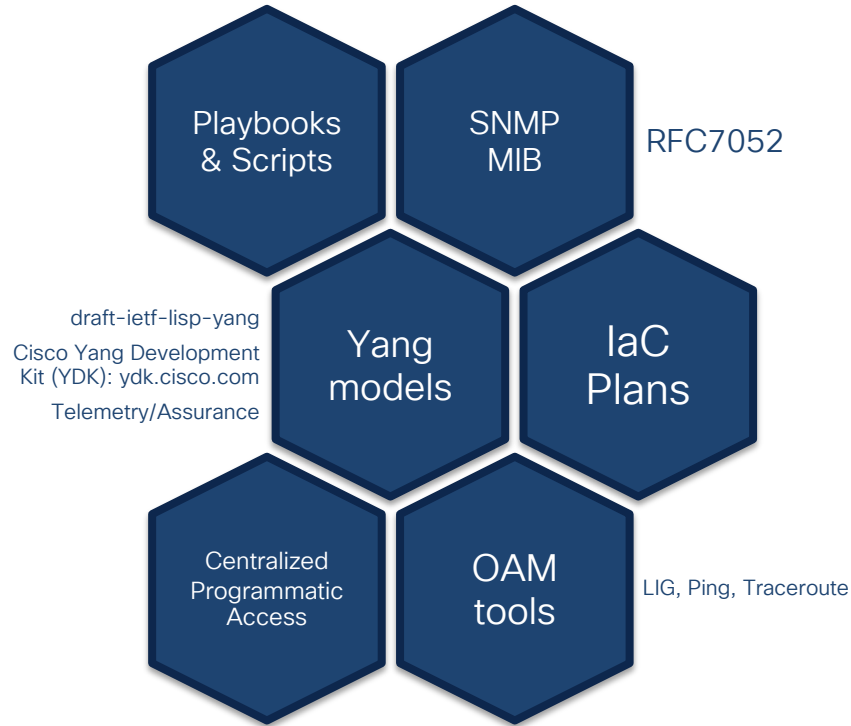 Playbooks
& Scripts
SNMP
MIB
RFC7052
draft-ietf-lisp-yang
Cisco Yang Development
Kit (YDK): ydk.cisco.com
Telemetry/Assurance
Yang
models
IaC
Plans
Centralized
Programmatic
Access
OAM
tools
LIG, Ping, Traceroute